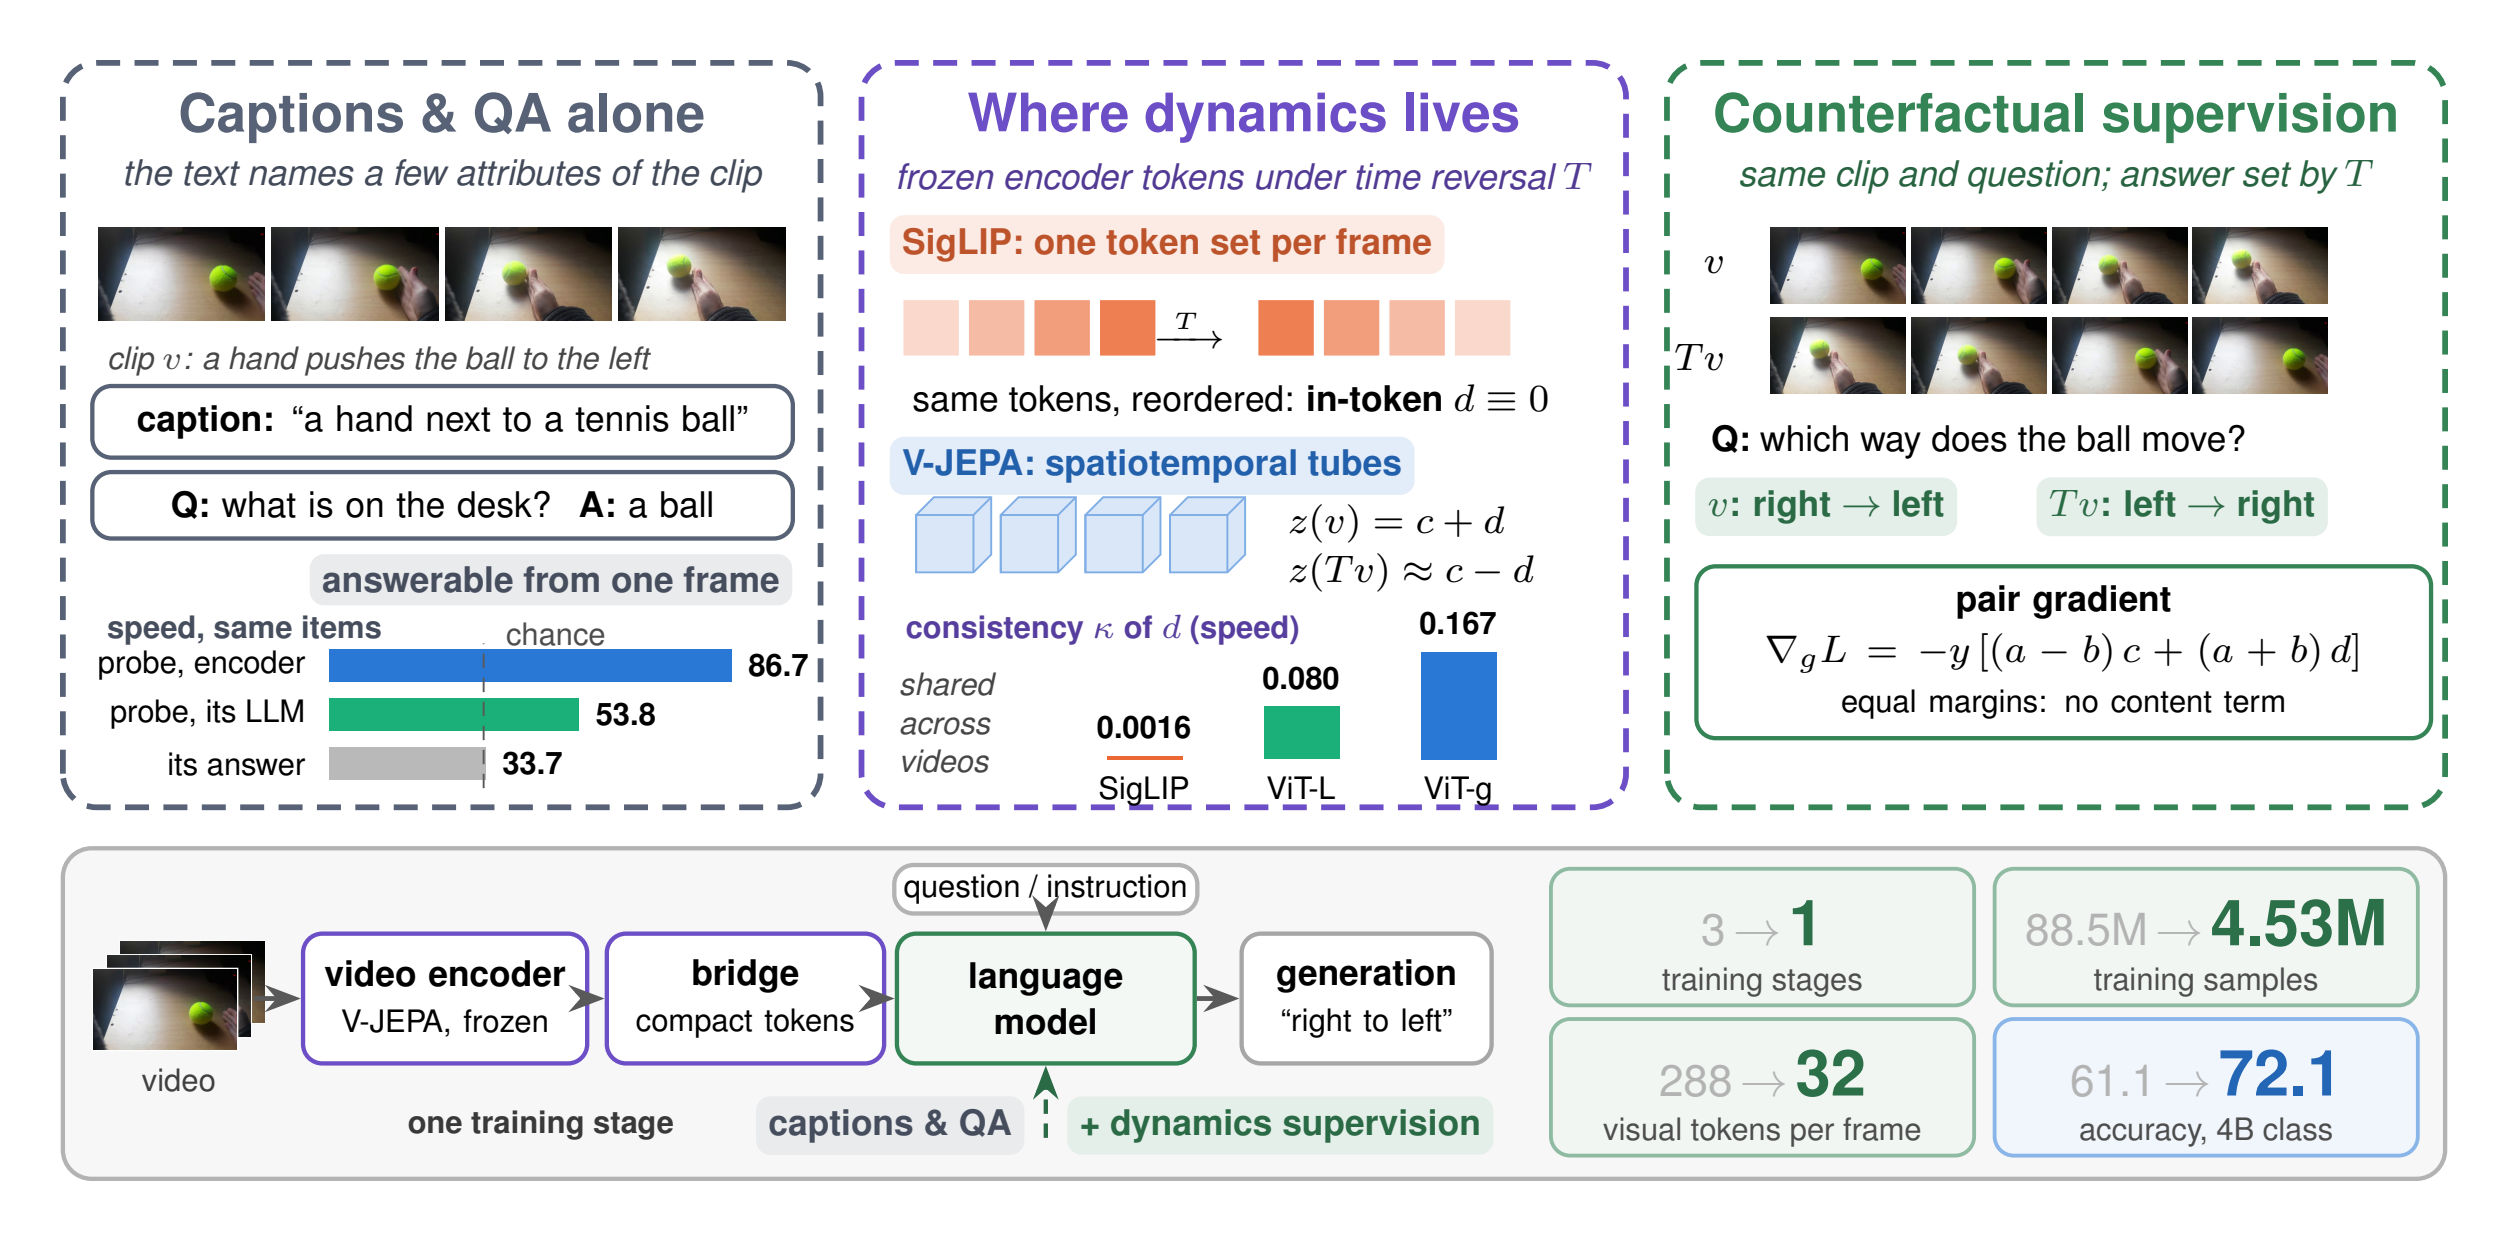 Captions & QA alone
the text names a few attributes of the clip
clip v: a hand pushes the ball to the left
caption: “a hand next to a tennis ball”
Q: what is on the desk? A: a ball
answerable from one frame
speed, same items
chance
probe, encoder 86.7
probe, its LLM 53.8
its answer 33.7
Where dynamics lives
frozen encoder tokens under time reversal T
SigLIP: one token set per frame
T
same tokens, reordered: in-token d ≡ 0
V-JEPA: spatiotemporal tubes
z(v) = c + d
z(Tv) ≈ c − d
consistency κ of d (speed)
shared
across
videos
0.0016
0.080
0.167
SigLIP
ViT-L
ViT-g
Counterfactual supervision
same clip and question; answer set by T
v
Tv
Q: which way does the ball move?
v: right → left
Tv: left → right
pair gradient
∇_g L = −y [(a − b) c + (a + b) d]
equal margins: no content term
video
video encoder
V-JEPA, frozen
bridge
compact tokens
question / instruction
language
model
generation
“right to left”
one training stage
captions & QA
+ dynamics supervision
3 → 1
training stages
88.5M → 4.53M
training samples
288 → 32
visual tokens per frame
61.1 → 72.1
accuracy, 4B class